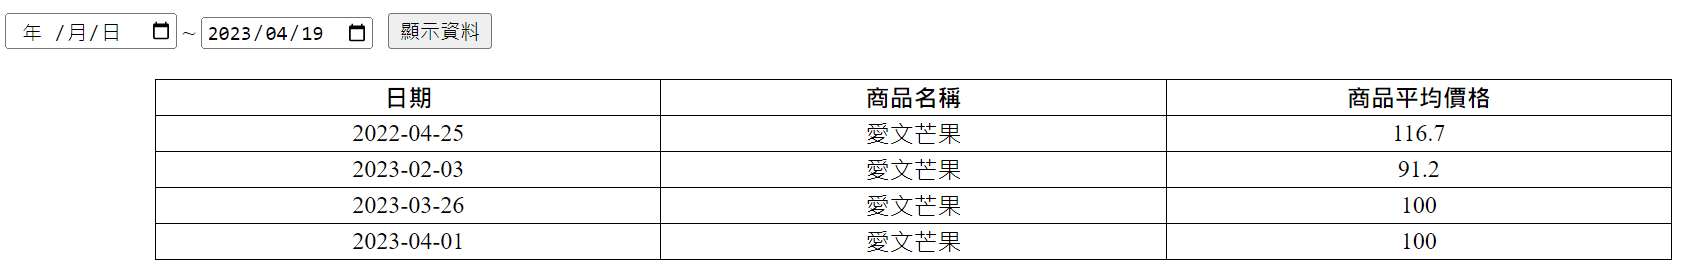 年 /月/日 ~ 2023/04/19 顯示資料
日期 商品名稱 商品平均價格
2022-04-25 愛文芒果 116.7
2023-02-03 愛文芒果 91.2
2023-03-26 愛文芒果 100
2023-04-01 愛文芒果 100